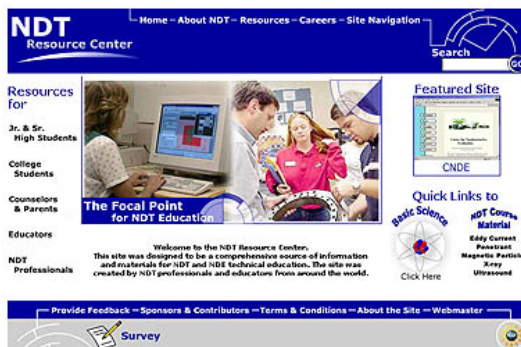 NDT
Resource Center
Home – About NDT – Resources – Careers – Site Navigation
Search
GO
Resources
for
Jr. & Sr.
High Students
College
Students
Counselors
& Parents
Educators
NDT
Professionals
The Focal Point
for NDT Education
Welcome to the NDT Resource Center.
This site was designed to be a comprehensive source of information
and materials for NDT and NDE technical education. The site was
created by NDT professionals and educators from around the world.
Featured Site
CNDE
Quick Links to
Basic Science
Click Here
NDT Course
Material
Eddy Current
Penetrant
Magnetic Particle
X-ray
Ultrasound
Provide Feedback – Sponsors & Contributors – Terms & Conditions – About the Site – Webmaster
Survey